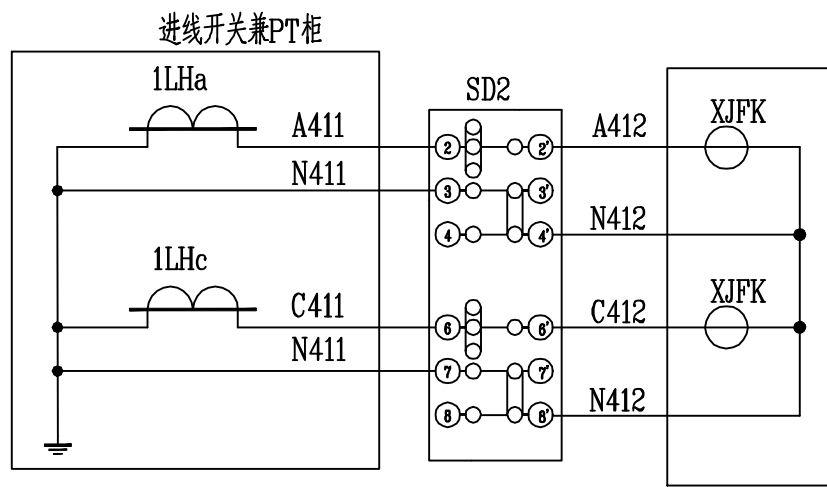 进线开关兼PT柜
1LHa
SD2
XJFK
A411
A412
2
2'
N411
3
3'
N412
4
4'
1LHc
XJFK
C411
C412
6
6'
N411
7
7'
N412
8
8'